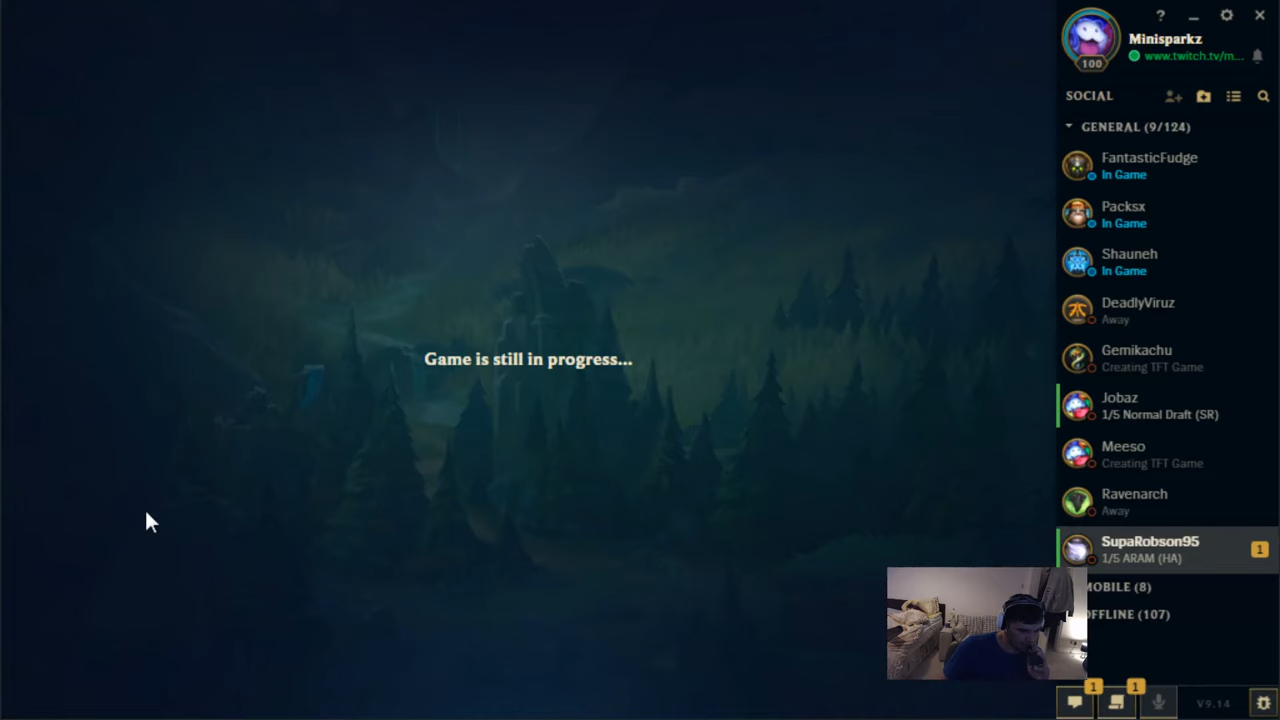 ?
Minisparkz
www.twitch.tv/m...
100
SOCIAL
GENERAL (9/124)
FantasticFudge
In Game
Packsx
In Game
Shauneh
In Game
DeadlyViruz
Away
Game is still in progress...
Gemikachu
Creating TFT Game
Jobaz
1/5 Normal Draft (SR)
Meeso
Creating TFT Game
Ravenarch
Away
SupaRobson95
1
1/5 ARAM (HA)
MOBILE (8)
OFFLINE (107)
1
1
V9.14